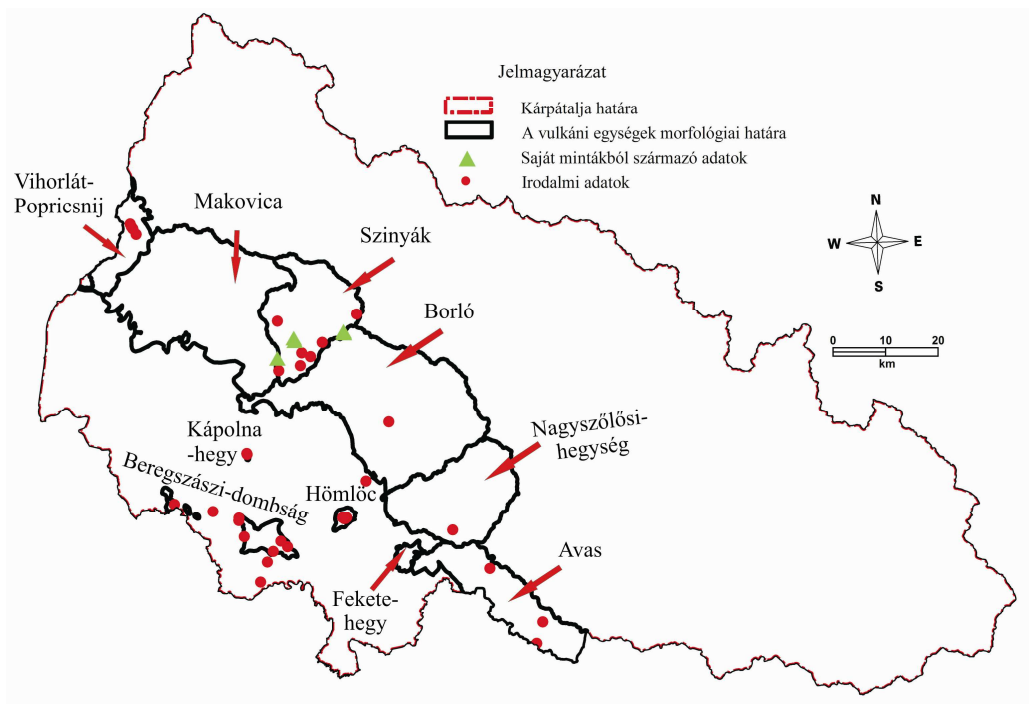 Jelmagyarázat
Kárpátalja határa
A vulkáni egységek morfológiai határa
Saját mintákból származó adatok
Irodalmi adatok
Vihorlát-
Popricsnij
Makovica
Szinyák
Borló
N
W
E
S
0 10 20
km
Nagyszőlősi-
hegység
Kápolna
-hegy
Beregszászi-dombság
Hömlöc
Avas
Fekete-
hegy